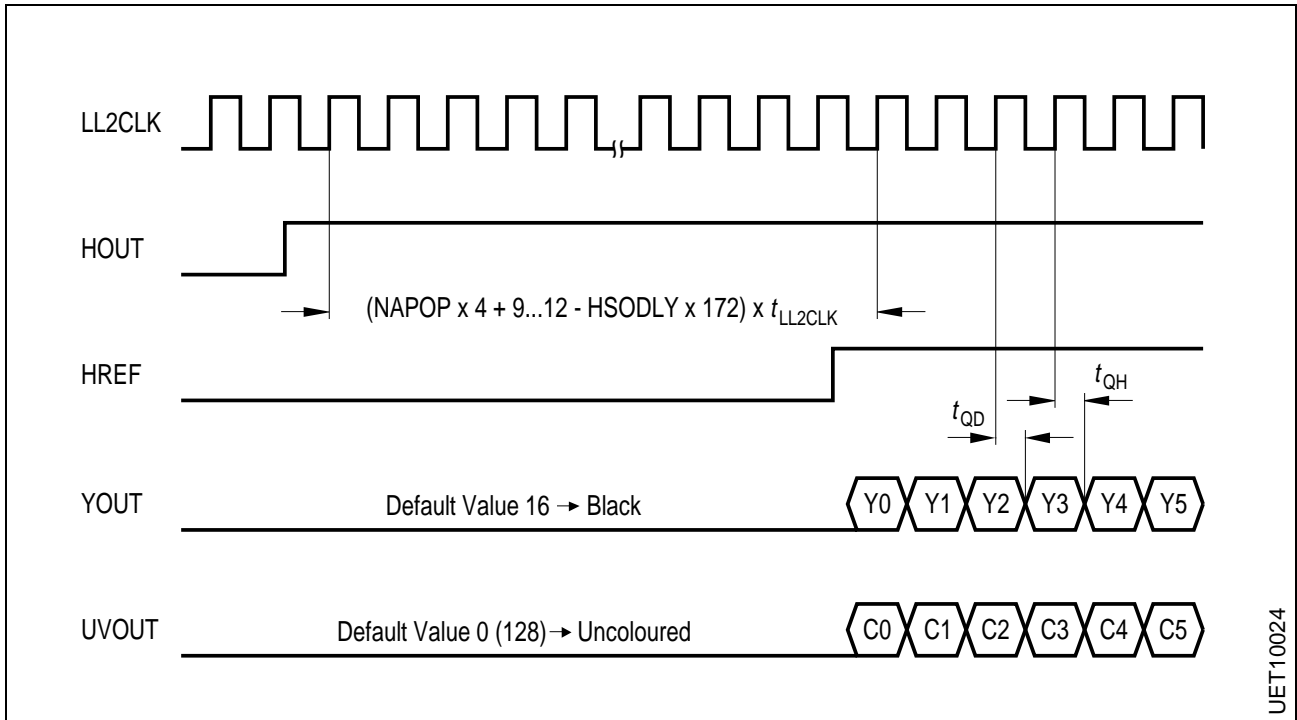 LL2CLK
HOUT
(NAPOP x 4 + 9...12 - HSODLY x 172) x tLL2CLK
HREF
tQH
tQD
YOUT
Default Value 16 → Black
Y0 Y1 Y2 Y3 Y4 Y5
UVOUT
Default Value 0 (128) → Uncoloured
C0 C1 C2 C3 C4 C5
UET10024